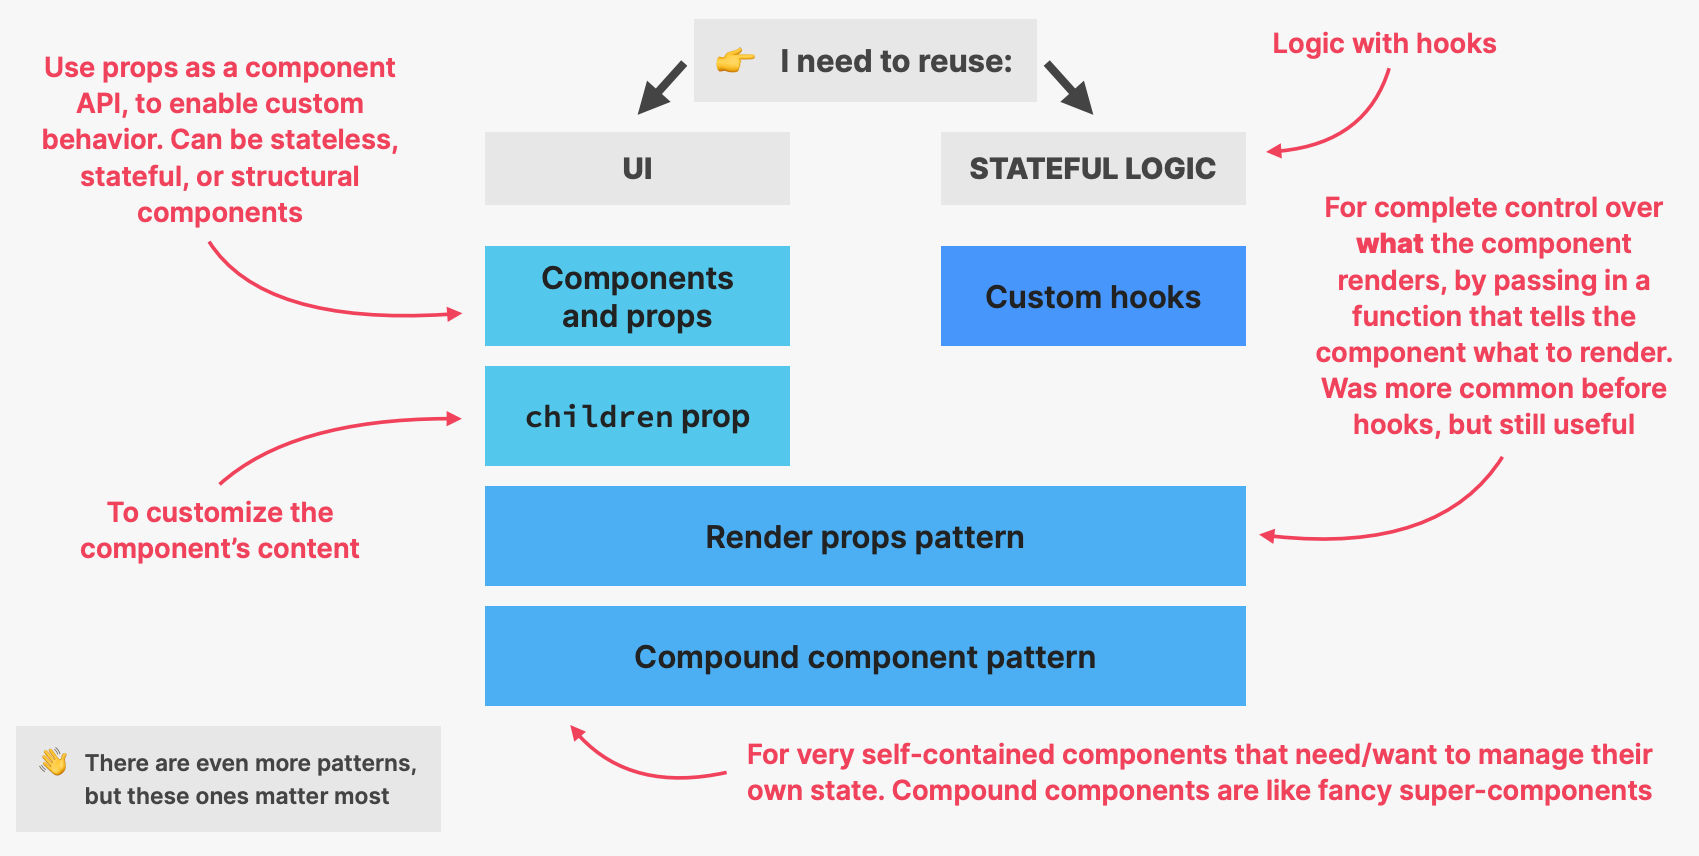 👉 I need to reuse:
Logic with hooks
Use props as a component
API, to enable custom
behavior. Can be stateless,
stateful, or structural
components
UI
STATEFUL LOGIC
For complete control over
what the component
renders, by passing in a
function that tells the
component what to render.
Was more common before
hooks, but still useful
Components
and props
Custom hooks
children prop
To customize the
component’s content
Render props pattern
Compound component pattern
For very self-contained components that need/want to manage their
own state. Compound components are like fancy super-components
👋 There are even more patterns,
but these ones matter most